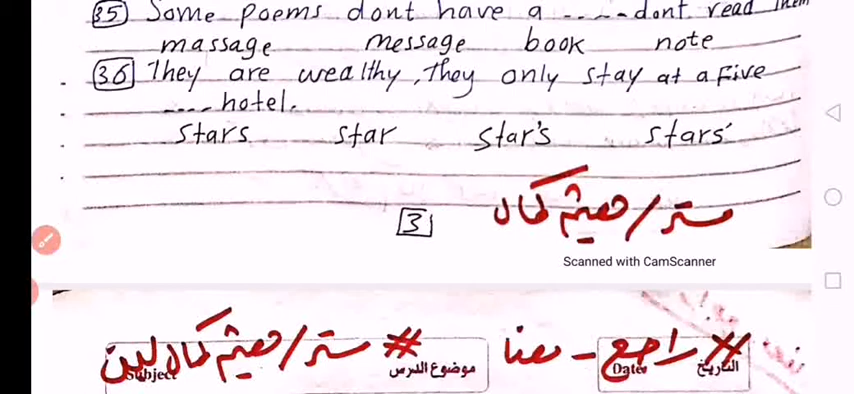 35 Some poems dont have a ..... dont read them
massage message book note
36 They are wealthy, They only stay at a five
..... hotel.
stars star star's stars'
مستر/هيثم كمال
3
Scanned with CamScanner
# راجع - معنا # مستر/هيثم كمال
Subject موضوع الدرس Date التاريخ